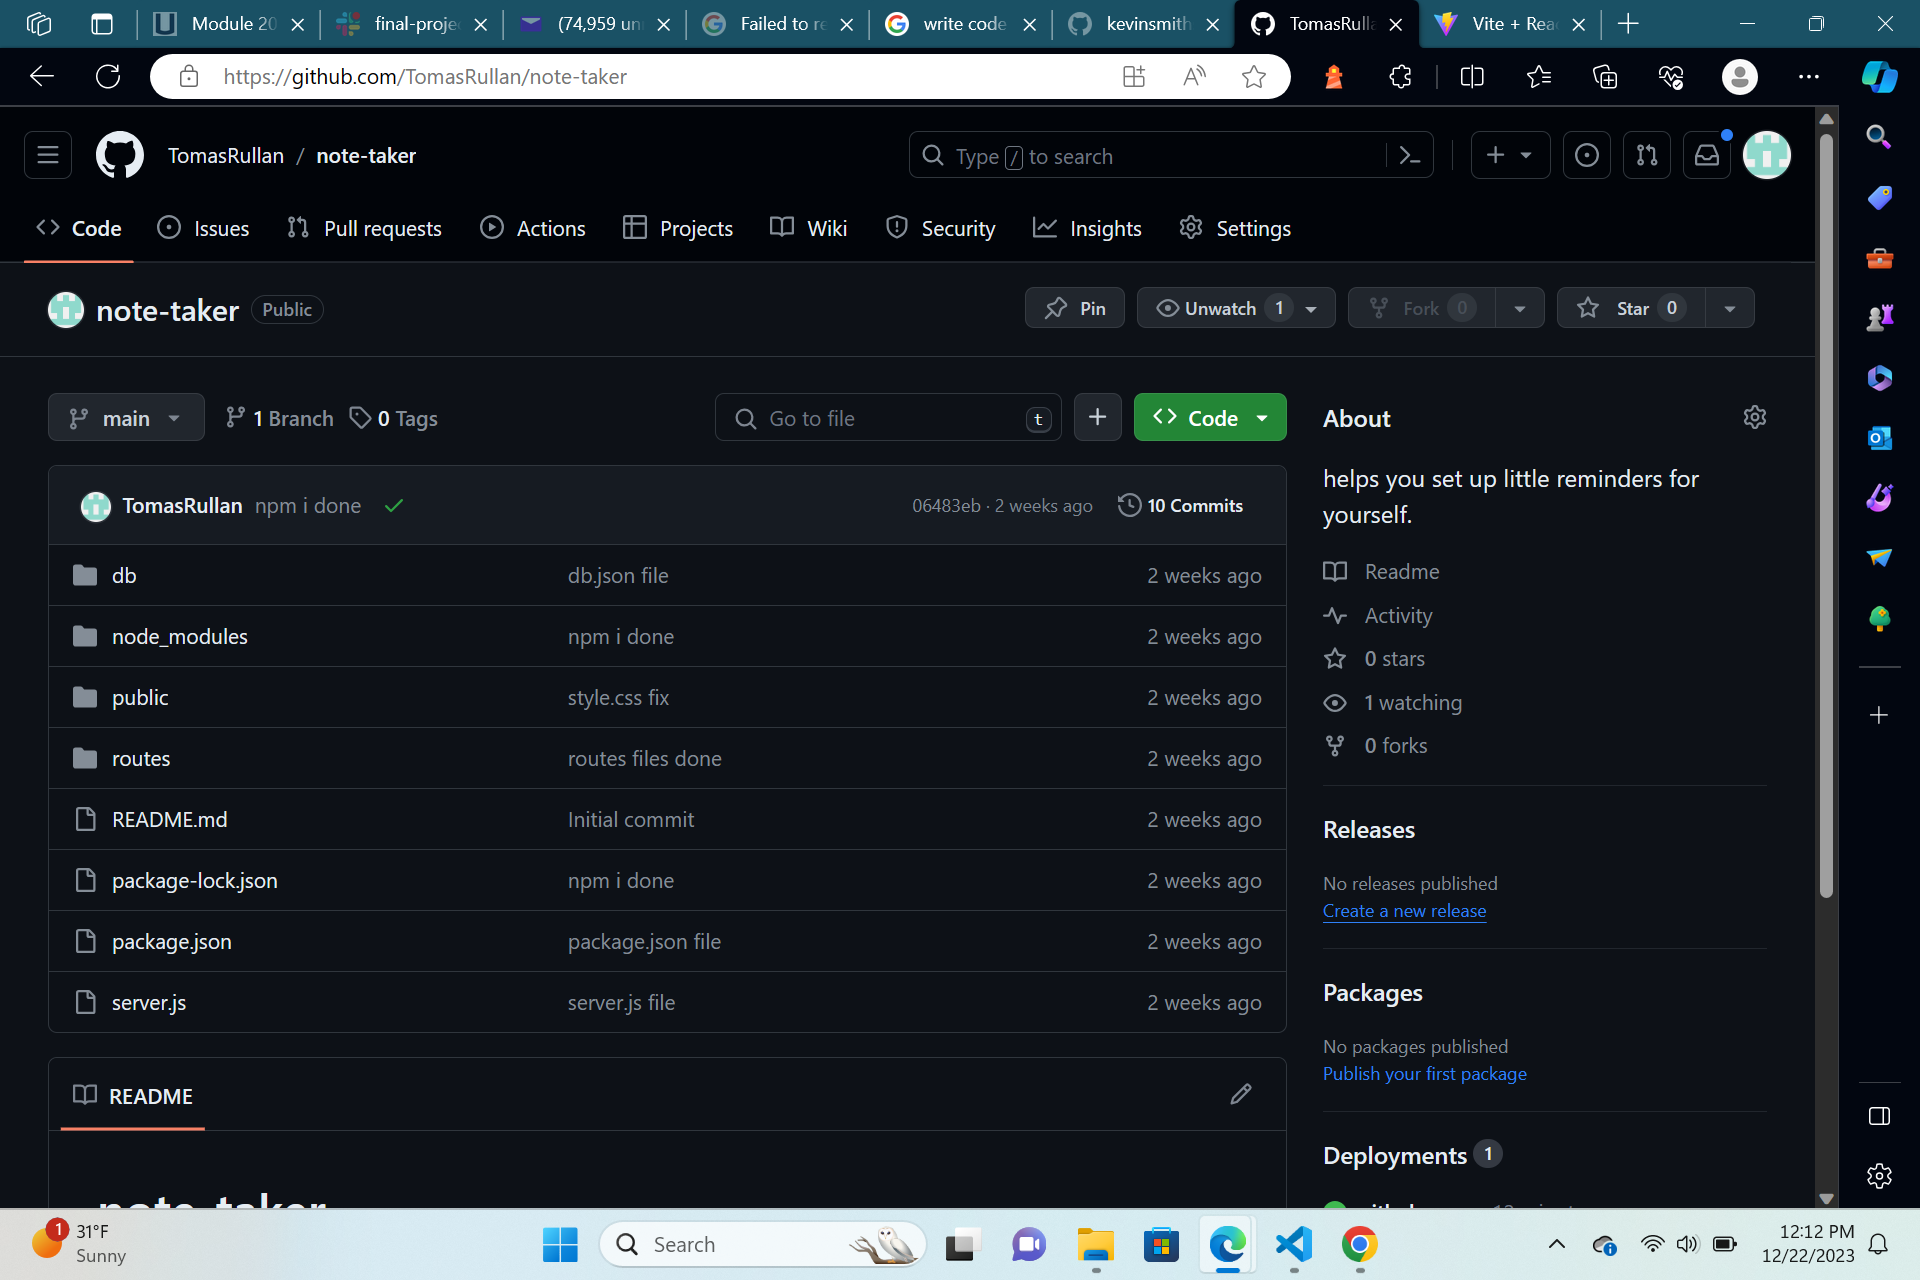 Module 20
final-proje
(74,959 un
Failed to re
write code
kevinsmith
TomasRulla
Vite + Rea
https://github.com/TomasRullan/note-taker
TomasRullan / note-taker
Type / to search
Code
Issues
Pull requests
Actions
Projects
Wiki
Security
Insights
Settings
note-taker Public
Pin
Unwatch 1
Fork 0
Star 0
main
1 Branch
0 Tags
Go to file t
Code
TomasRullan npm i done
06483eb · 2 weeks ago
10 Commits
db db.json file 2 weeks ago
node_modules npm i done 2 weeks ago
public style.css fix 2 weeks ago
routes routes files done 2 weeks ago
README.md Initial commit 2 weeks ago
package-lock.json npm i done 2 weeks ago
package.json package.json file 2 weeks ago
server.js server.js file 2 weeks ago
README
note-taker
About
helps you set up little reminders for
yourself.
Readme
Activity
0 stars
1 watching
0 forks
Releases
No releases published
Create a new release
Packages
No packages published
Publish your first package
Deployments 1
1
31°F
Sunny
Search
12:12 PM
12/22/2023